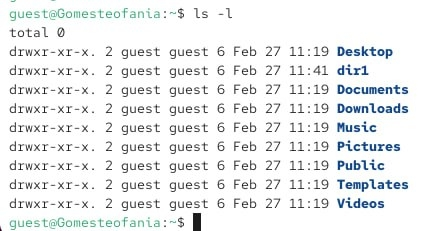 guest@Gomesteofania:~$ ls -l
total 0
drwxr-xr-x. 2 guest guest 6 Feb 27 11:19 Desktop
drwxr-xr-x. 2 guest guest 6 Feb 27 11:41 dir1
drwxr-xr-x. 2 guest guest 6 Feb 27 11:19 Documents
drwxr-xr-x. 2 guest guest 6 Feb 27 11:19 Downloads
drwxr-xr-x. 2 guest guest 6 Feb 27 11:19 Music
drwxr-xr-x. 2 guest guest 6 Feb 27 11:19 Pictures
drwxr-xr-x. 2 guest guest 6 Feb 27 11:19 Public
drwxr-xr-x. 2 guest guest 6 Feb 27 11:19 Templates
drwxr-xr-x. 2 guest guest 6 Feb 27 11:19 Videos
guest@Gomesteofania:~$